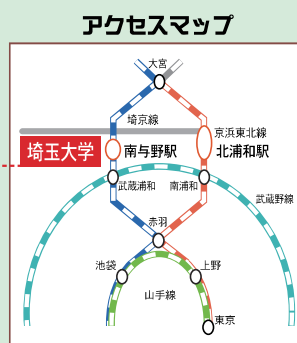 アクセスマップ
大宮
埼京線
京浜東北線
埼玉大学
南与野駅
北浦和駅
武蔵浦和
南浦和
武蔵野線
赤羽
池袋
上野
山手線
東京